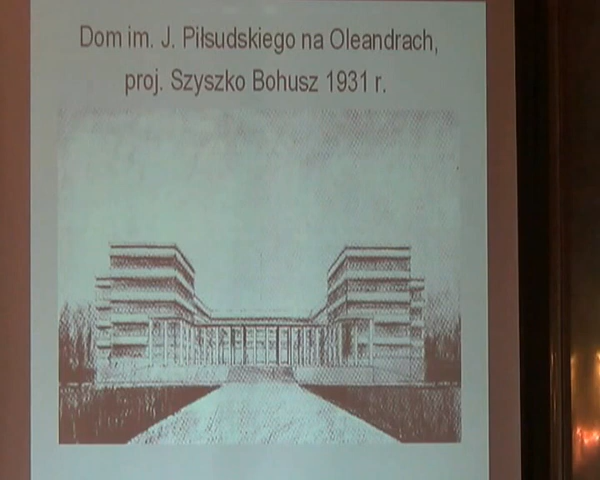 Dom im. J. Piłsudskiego na Oleandrach,
proj. Szyszko Bohusz 1931 r.